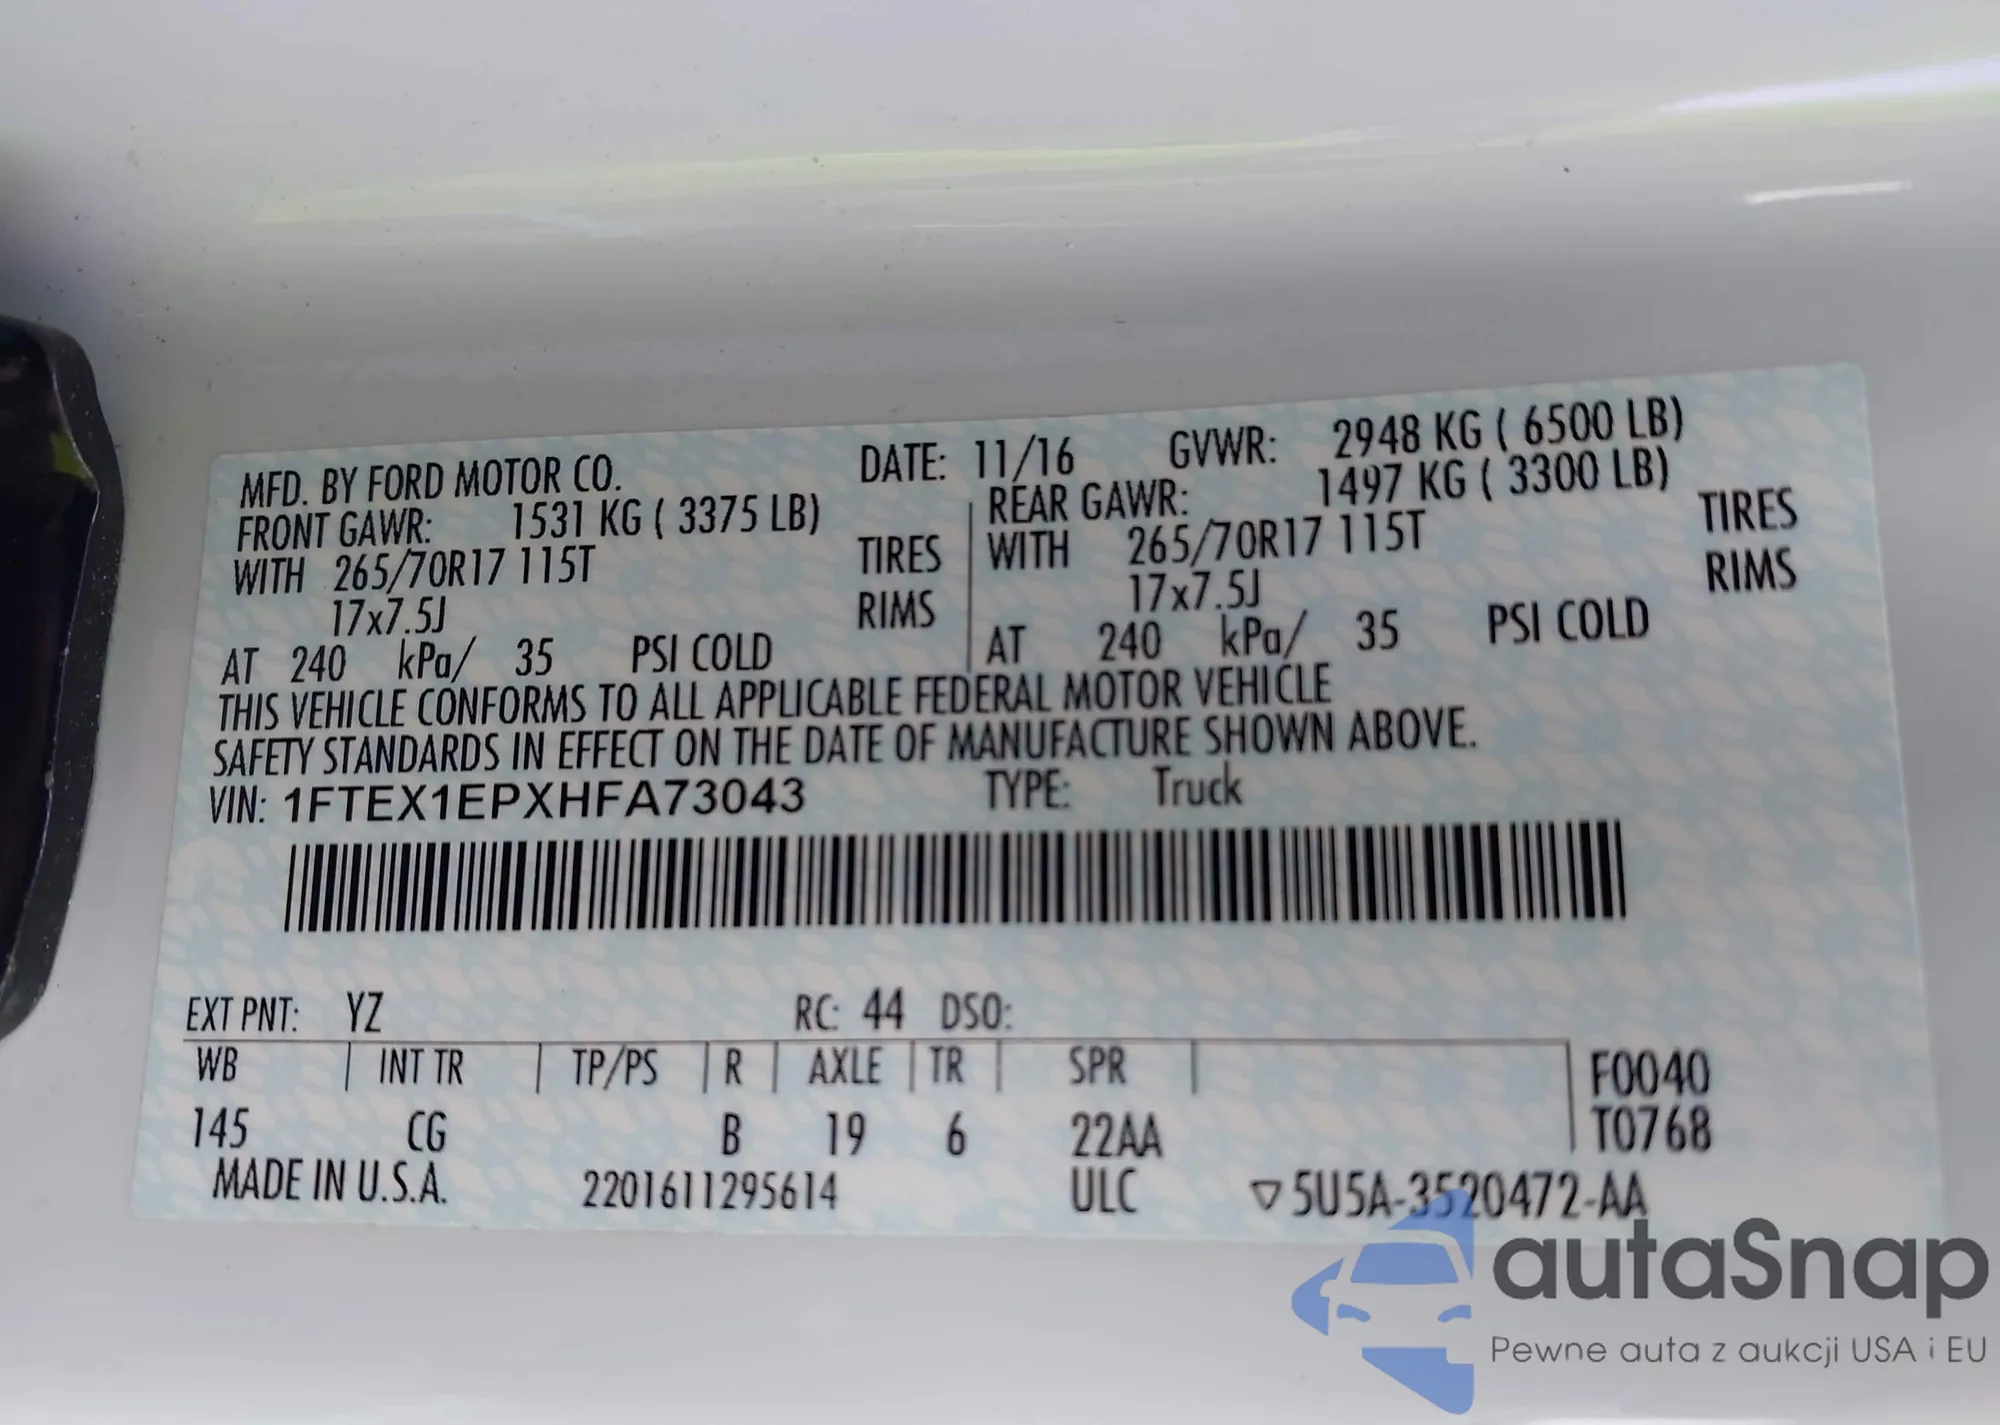 MFD. BY FORD MOTOR CO. DATE: 11/16 GVWR: 2948 KG ( 6500 LB)
FRONT GAWR: 1531 KG ( 3375 LB) REAR GAWR: 1497 KG ( 3300 LB)
WITH 265/70R17 115T TIRES WITH 265/70R17 115T TIRES
17x7.5J RIMS 17x7.5J RIMS
AT 240 kPa/ 35 PSI COLD AT 240 kPa/ 35 PSI COLD
THIS VEHICLE CONFORMS TO ALL APPLICABLE FEDERAL MOTOR VEHICLE
SAFETY STANDARDS IN EFFECT ON THE DATE OF MANUFACTURE SHOWN ABOVE.
VIN: 1FTEX1EPXHFA73043 TYPE: Truck
EXT PNT: YZ RC: 44 DSO:
WB INT TR TP/PS R AXLE TR SPR F0040
145 CG B 19 6 22AA T0768
MADE IN U.S.A. 2201611295614 ULC ▽5U5A-3520472-AA
autaSnap
Pewne auta z aukcji USA i EU